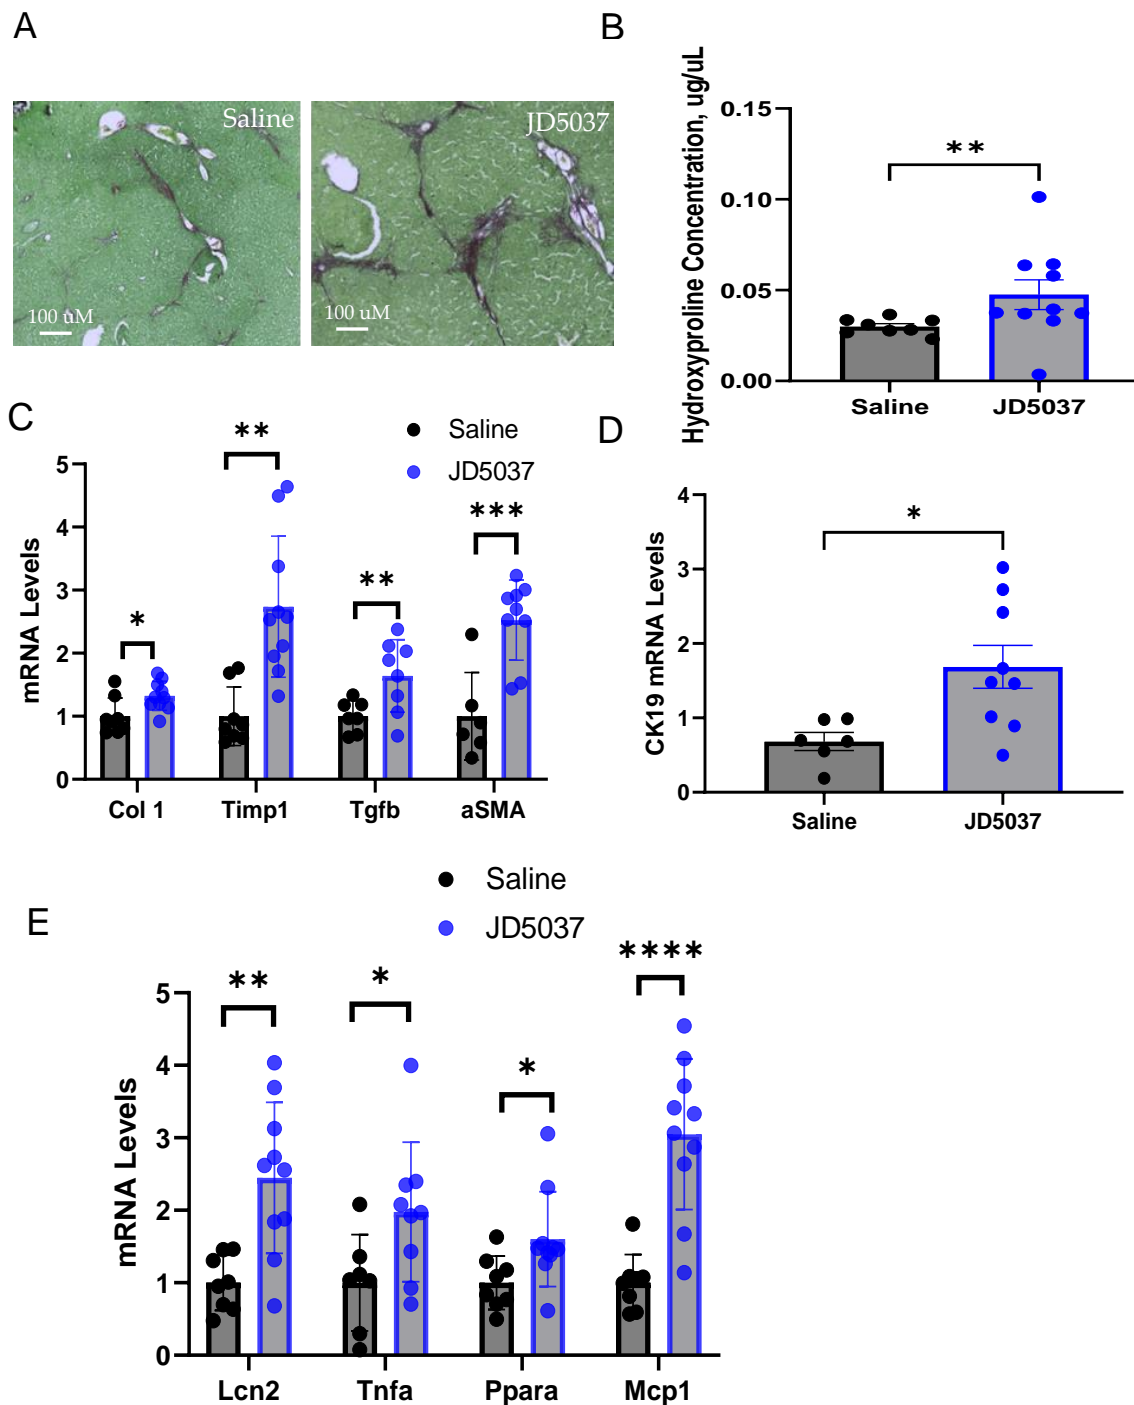 A
Saline
100 uM
JD5037
100 uM
B
Hydroxyproline Concentration, ug/uL
0.15
0.10
0.05
0.00
**
Saline
JD5037
C
Saline
JD5037
mRNA Levels
5
4
3
2
1
0
*
**
**
***
Col 1
Timp1
Tgfb
aSMA
D
CK19 mRNA Levels
4
3
2
1
0
*
Saline
JD5037
E
Saline
JD5037
mRNA Levels
5
4
3
2
1
0
**
*
*
****
Lcn2
Tnfa
Ppara
Mcp1